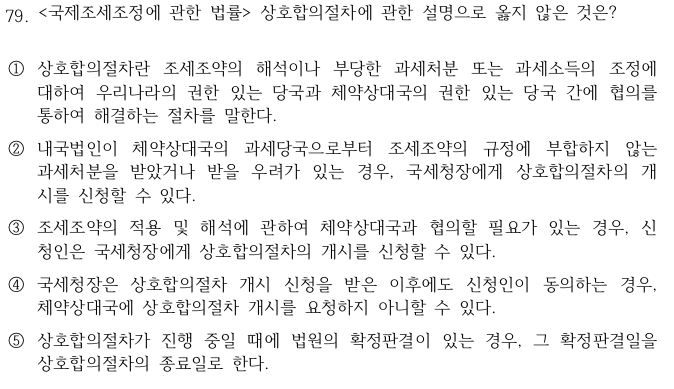 79. <국제조세조정에 관한 법률> 상호합의절차에 관한 설명으로 옳지 않은 것은?
① 상호합의절차란 조세조약의 해석이나 부당한 과세처분 또는 과세소득의 조정에
대하여 우리나라의 권한 있는 당국과 체약상대국의 권한 있는 당국 간에 협의를
통하여 해결하는 절차를 말한다.
② 내국법인이 체약상대국의 과세당국으로부터 조세조약의 규정에 부합하지 않는
과세처분을 받았거나 받을 우려가 있는 경우, 국세청장에게 상호합의절차의 개
시를 신청할 수 있다.
③ 조세조약의 적용 및 해석에 관하여 체약상대국과 협의할 필요가 있는 경우, 신
청인은 국세청장에게 상호합의절차의 개시를 신청할 수 있다.
④ 국세청장은 상호합의절차 개시 신청을 받은 이후에도 신청인이 동의하는 경우,
체약상대국에 상호합의절차 개시를 요청하지 아니할 수 있다.
⑤ 상호합의절차가 진행 중일 때에 법원의 확정판결이 있는 경우, 그 확정판결일을
상호합의절차의 종료일로 한다.